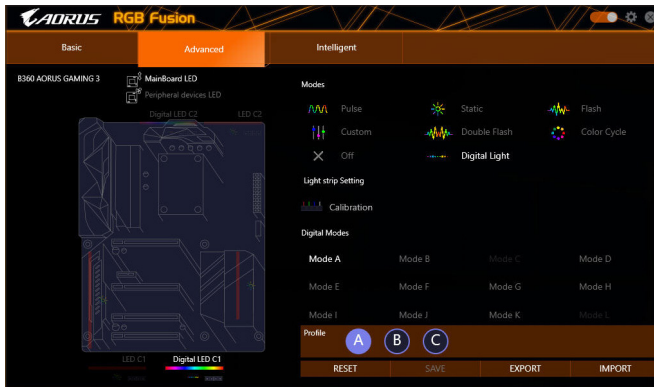 AORUS RGB Fusion
Basic Advanced Intelligent
B360 AORUS GAMING 3
MainBoard LED
Peripheral devices LED
Digital LED C2 LED C2
LED C1 Digital LED C1
Modes
Pulse Static Flash
Custom Double Flash Color Cycle
Off Digital Light
Light strip Setting
Calibration
Digital Modes
Mode A Mode B Mode C Mode D
Mode E Mode F Mode G Mode H
Mode I Mode J Mode K Mode L
Profile A B C
RESET SAVE EXPORT IMPORT